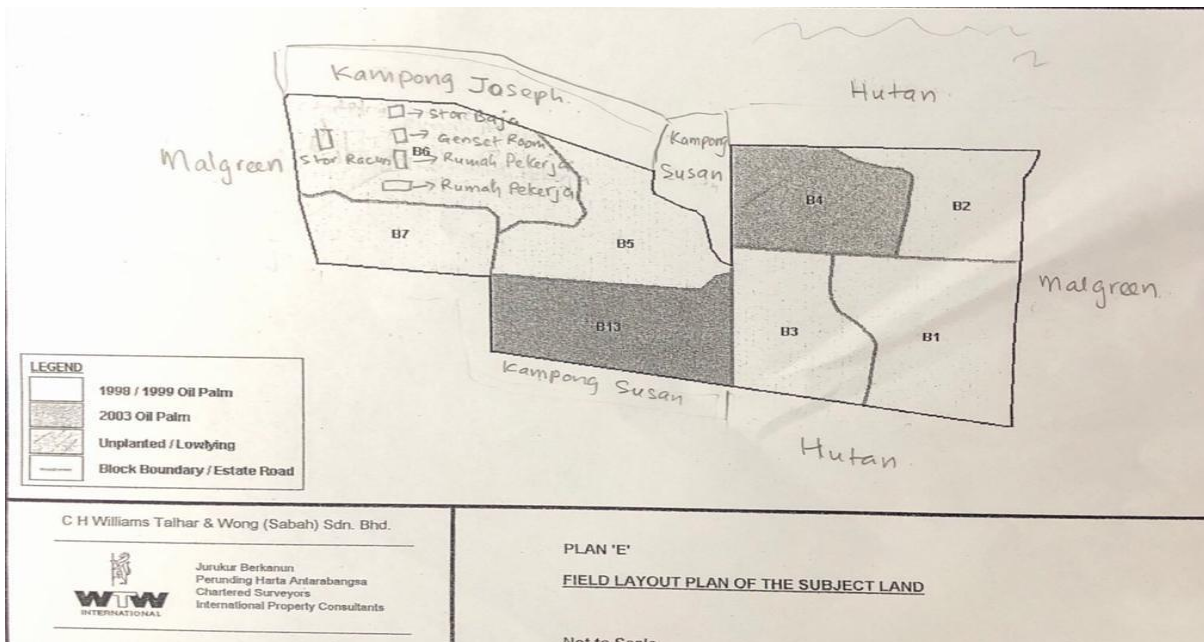 Kampong Joseph.
Hutan
→ Stor Baja
→ Genset Room
Kampong
Susan
Malgreen
Stor Racun
B6
→ Rumah Pekerja
→ Rumah Pekerja
B4
B2
B7
B5
Malgreen.
B13
B3
B1
Kampong Susan
Hutan.
LEGEND
1998 / 1999 Oil Palm
2003 Oil Palm
Unplanted / Lowlying
Block Boundary / Estate Road
C H Williams Talhar & Wong (Sabah) Sdn. Bhd.
WTW
INTERNATIONAL
Jurukur Berkanun
Perunding Harta Antarabangsa
Chartered Surveyors
International Property Consultants
PLAN 'E'
FIELD LAYOUT PLAN OF THE SUBJECT LAND
Not to Scale